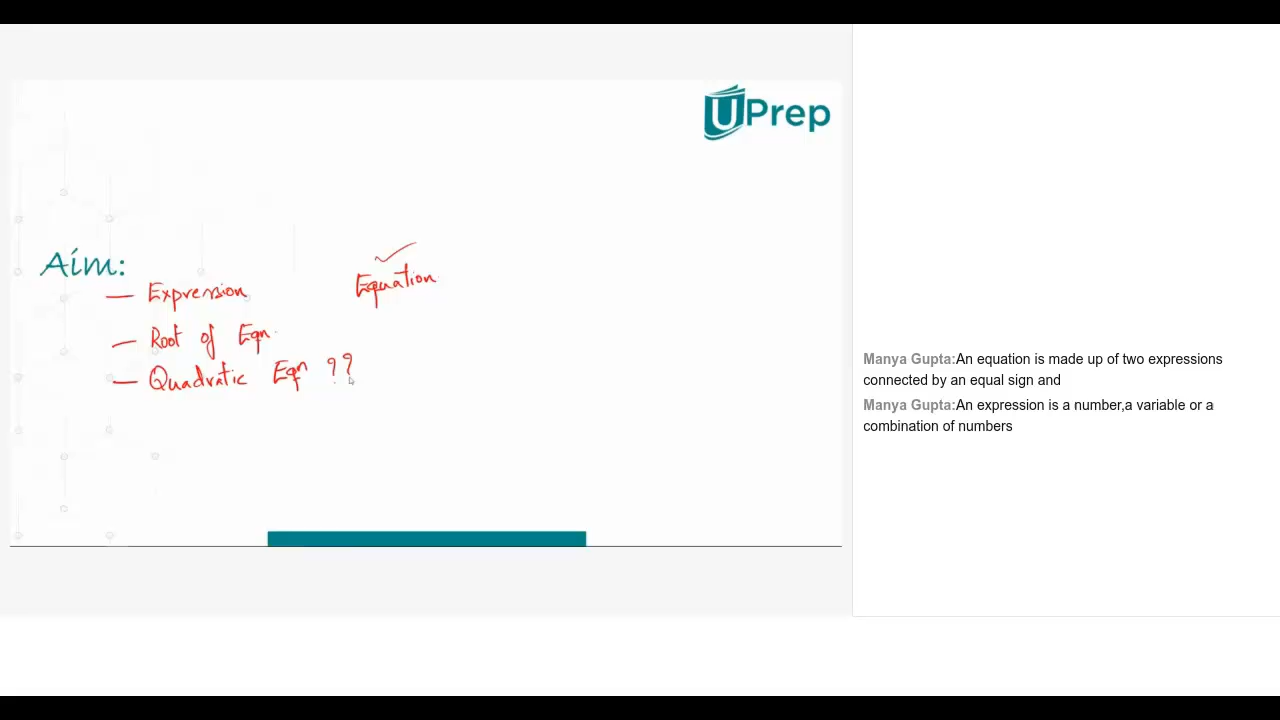 UPrep
Aim:
— Expression
Equation
— Root of Eqn.
— Quadratic Eqn ??
Manya Gupta:An equation is made up of two expressions
connected by an equal sign and
Manya Gupta:An expression is a number,a variable or a
combination of numbers